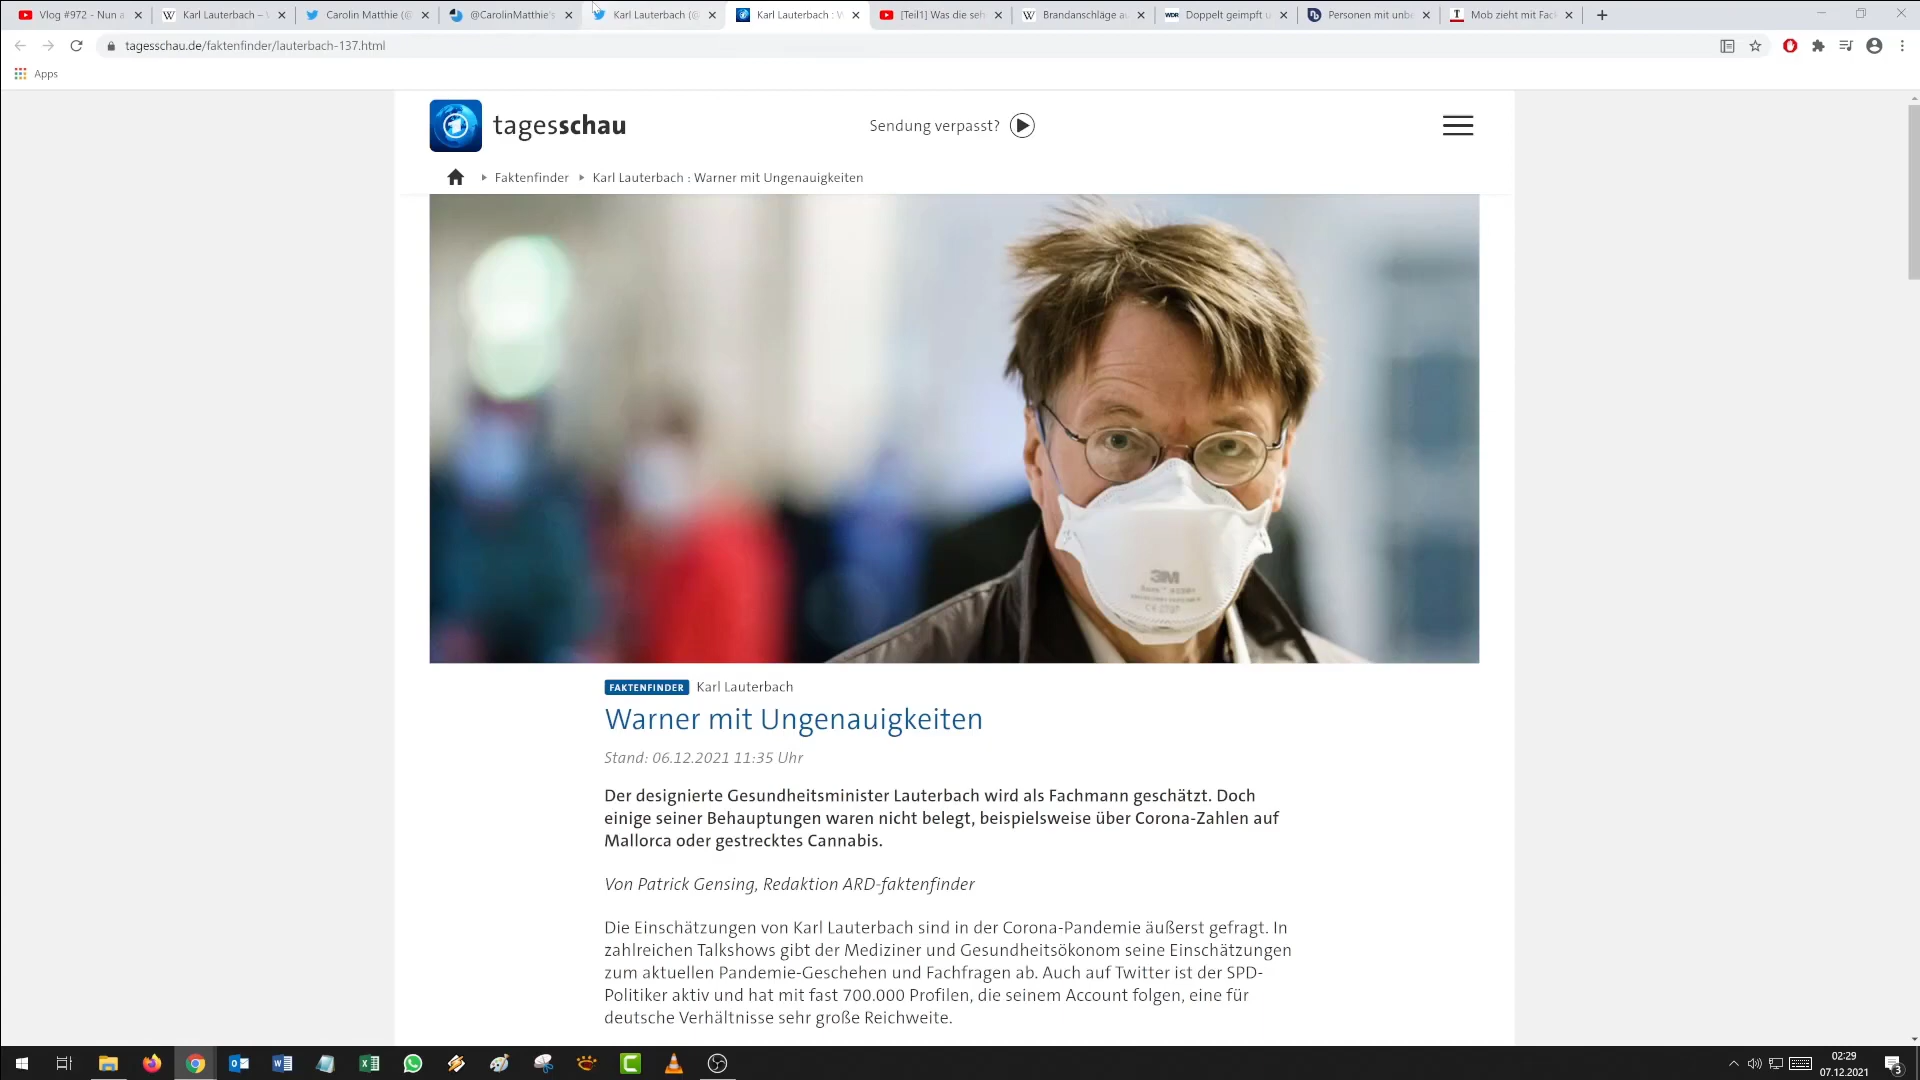 Vlog #972 - Nun a
Karl Lauterbach –
Carolin Matthie (@
@CarolinMatthie's
Karl Lauterbach (@
Karl Lauterbach : W
[Teil1] Was die seh
Brandanschläge au
Doppelt geimpft u
Personen mit unbe
Mob zieht mit Fac
tagesschau.de/faktenfinder/lauterbach-137.html
Apps
tagesschau
Sendung verpasst?
Faktenfinder
Karl Lauterbach : Warner mit Ungenauigkeiten
3M
FAKTENFINDER Karl Lauterbach
Warner mit Ungenauigkeiten
Stand: 06.12.2021 11:35 Uhr
Der designierte Gesundheitsminister Lauterbach wird als Fachmann geschätzt. Doch
einige seiner Behauptungen waren nicht belegt, beispielsweise über Corona-Zahlen auf
Mallorca oder gestrecktes Cannabis.
Von Patrick Gensing, Redaktion ARD-faktenfinder
Die Einschätzungen von Karl Lauterbach sind in der Corona-Pandemie äußerst gefragt. In
zahlreichen Talkshows gibt der Mediziner und Gesundheitsökonom seine Einschätzungen
zum aktuellen Pandemie-Geschehen und Fachfragen ab. Auch auf Twitter ist der SPD-
Politiker aktiv und hat mit fast 700.000 Profilen, die seinem Account folgen, eine für
deutsche Verhältnisse sehr große Reichweite.
02:29
07.12.2021
3